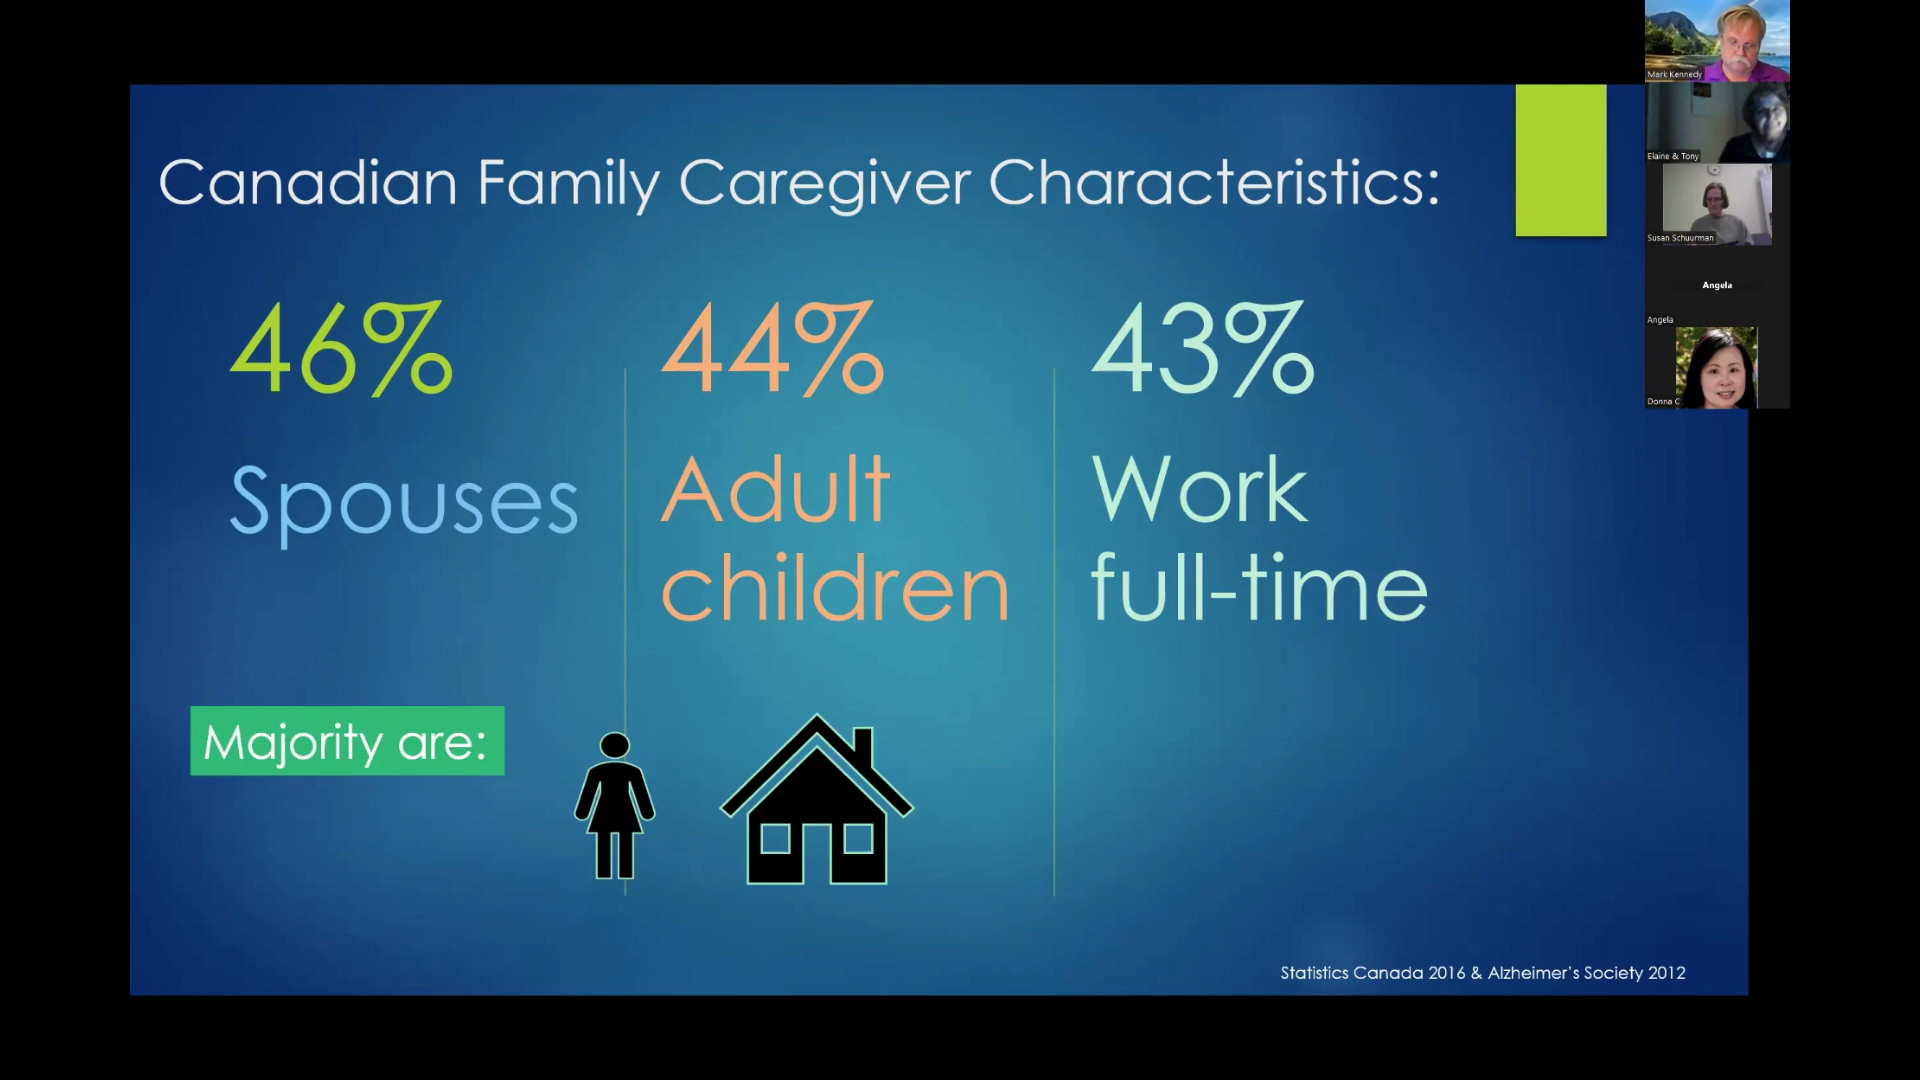 Canadian Family Caregiver Characteristics:
46%
Spouses
44%
Adult
children
43%
Work
full-time
Majority are:
Statistics Canada 2016 & Alzheimer's Society 2012
Mark Kennedy
Elaine & Tony
Susan Schuurman
Angela
Angela
Donna C